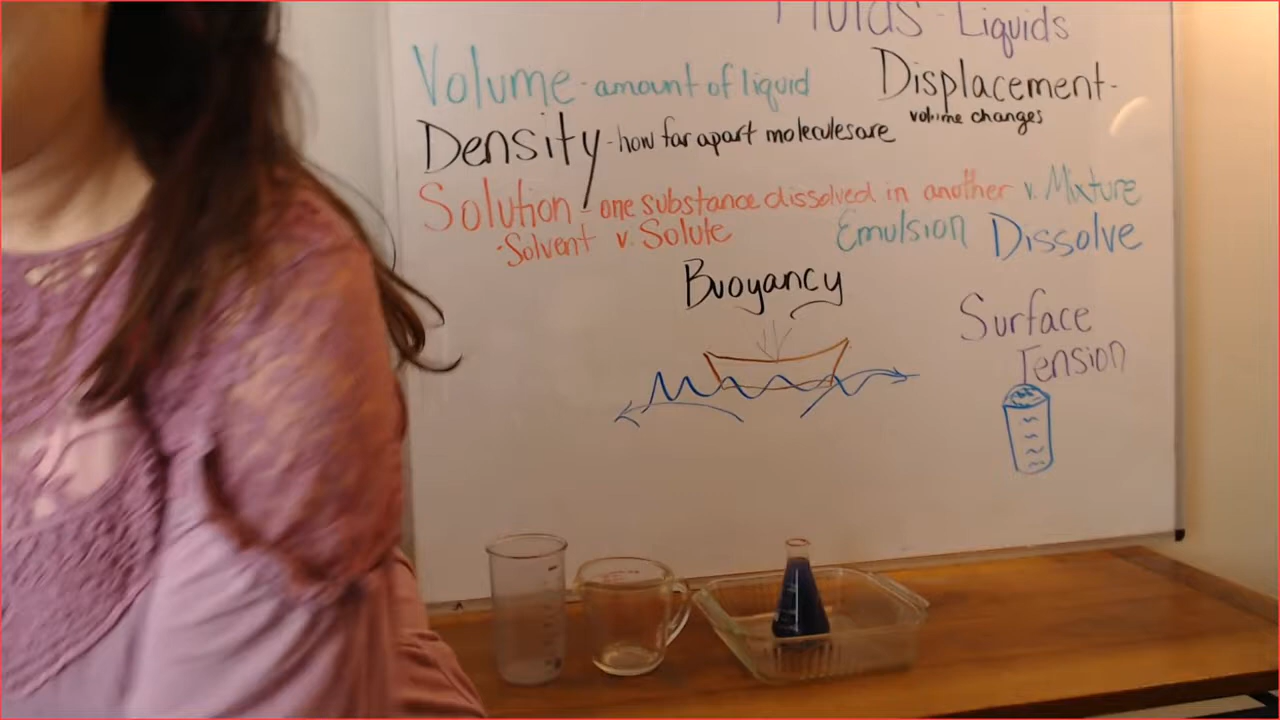 Fluids - Liquids
Volume - amount of liquid
Displacement -
volume changes
Density - how far apart molecules are
Solution - one substance dissolved in another v. Mixture
·Solvent v. Solute
Emulsion Dissolve
Buoyancy
Surface
Tension